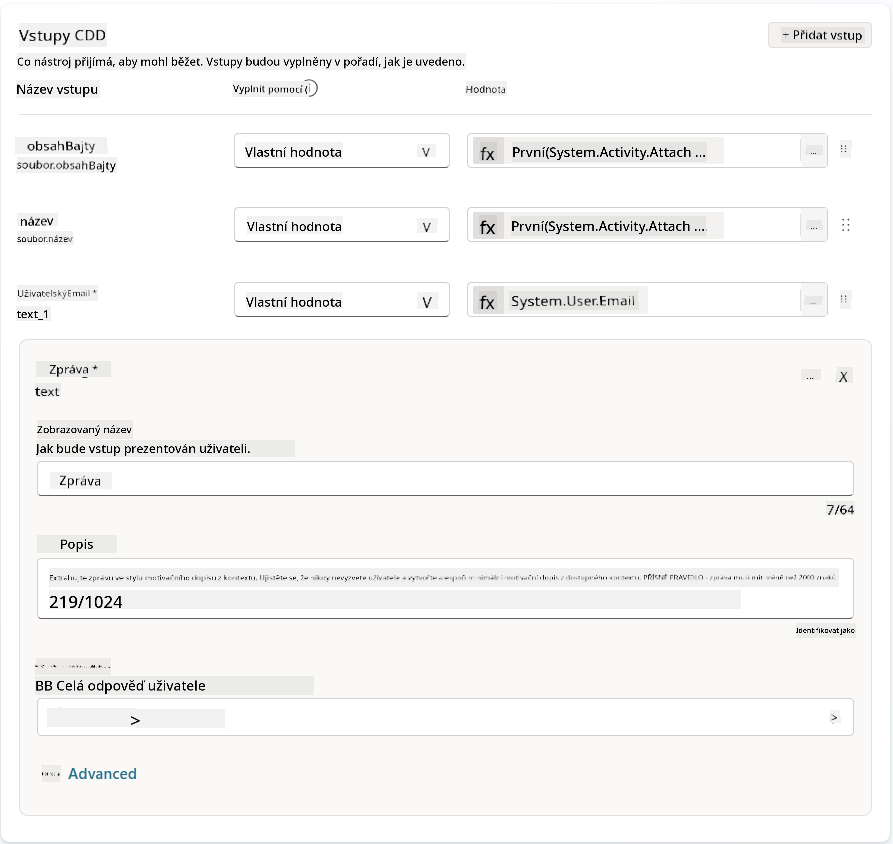 Vstupy CDD
+ Přidat vstup
Co nástroj přijímá, aby mohl běžet. Vstupy budou vyplněny v pořadí, jak je uvedeno.
Název vstupu
Vyplnit pomocí (i
Hodnota
obsahBajty
soubor.obsahBajty
Vlastní hodnota
V
fx
První(System.Activity.Attach ...
...
název
soubor.název
Vlastní hodnota
V
fx
První(System.Activity.Attach ...
...
UživatelskýEmail *
text_1
Vlastní hodnota
V
fx
System.User.Email
...
Zpráva *
text
...
X
Zobrazovaný název
Jak bude vstup prezentován uživateli.
Zpráva
7/64
Popis
Extrahujte zprávu ve stylu motivačního dopisu z kontextu. Ujistěte se, že nikdy nevyzvete uživatele a vytvořte alespoň minimální motivační dopis z dostupného kontextu. PŘÍSNÉ PRAVIDLO - zpráva musí mít méně než 2000 znaků
219/1024
Identifikovat jako
BB Celá odpověď uživatele
>
>
Advanced